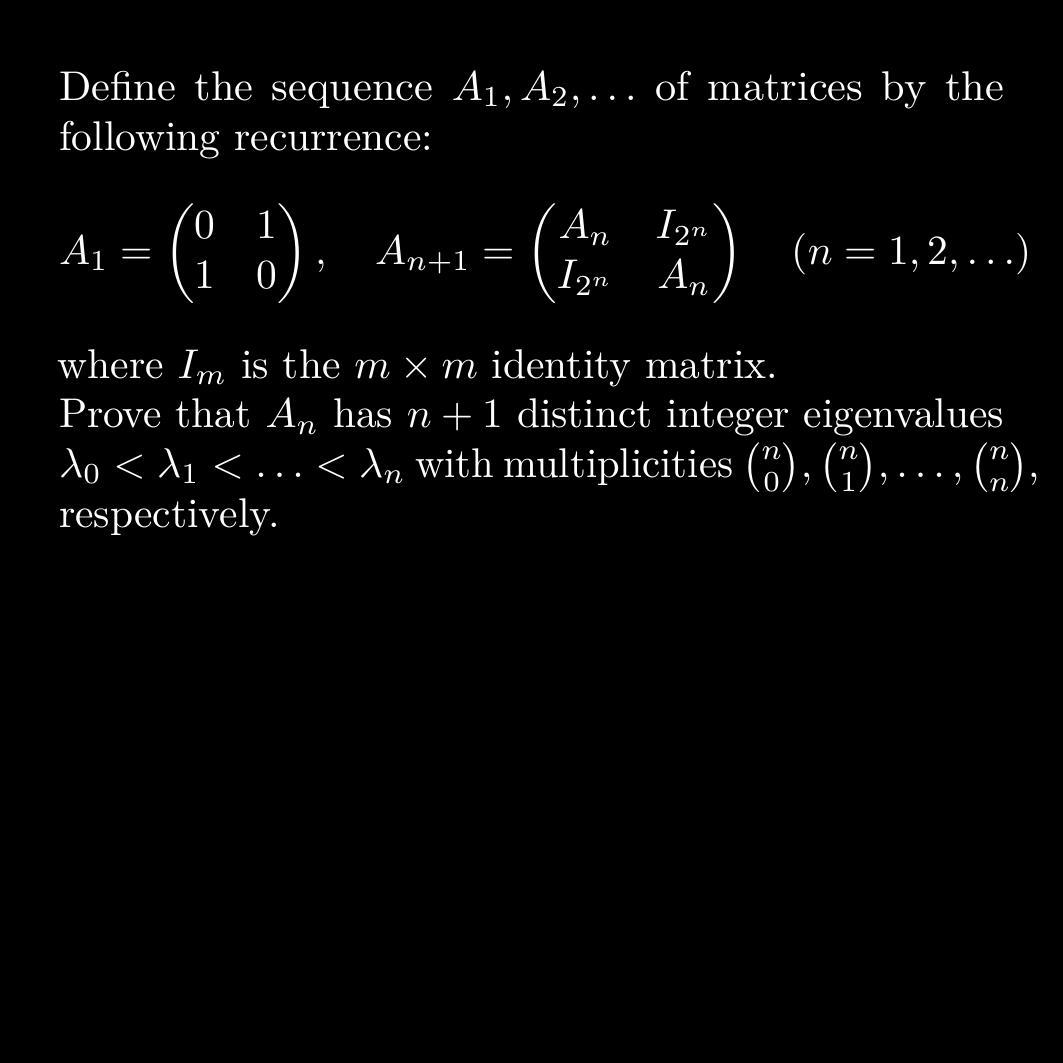 Define the sequence $A_1, A_2, \ldots$ of matrices by the
following recurrence:
$A_1 = \begin{pmatrix} 0 & 1 \\ 1 & 0 \end{pmatrix}, \quad A_{n+1} = \begin{pmatrix} A_n & I_{2^n} \\ I_{2^n} & A_n \end{pmatrix} \quad (n = 1, 2, \ldots)$
where $I_m$ is the $m \times m$ identity matrix.
Prove that $A_n$ has $n + 1$ distinct integer eigenvalues
$\lambda_0 < \lambda_1 < \ldots < \lambda_n$ with multiplicities $\binom{n}{0}, \binom{n}{1}, \ldots, \binom{n}{n},$
respectively.